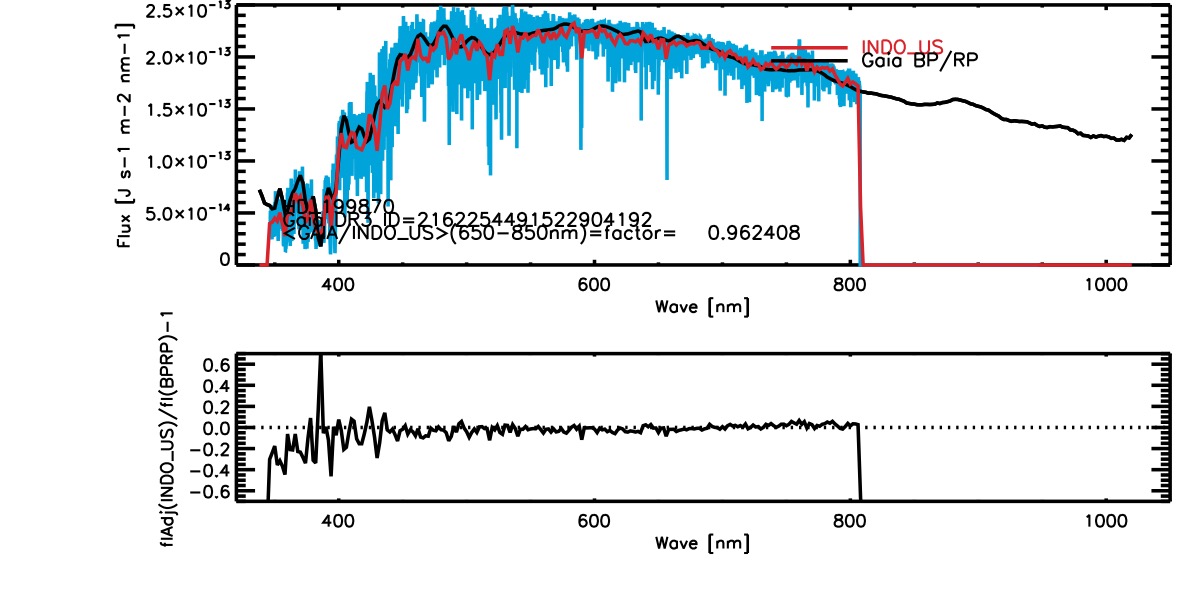 2.5×10−13
2.0×10−13
1.5×10−13
1.0×10−13
5.0×10−14
0
Flux [J s−1 m−2 nm−1]
INDO_US
Gaia BP/RP
HD_199870
Gaia DR3 ID=2162254491522904192
<GAIA/INDO_US>(650−850nm)=factor= 0.962408
400 600 800 1000
Wave [nm]
flAdj(INDO_US)/fl(BPRP)−1
0.6
0.4
0.2
0.0
−0.2
−0.4
−0.6
400 600 800 1000
Wave [nm]